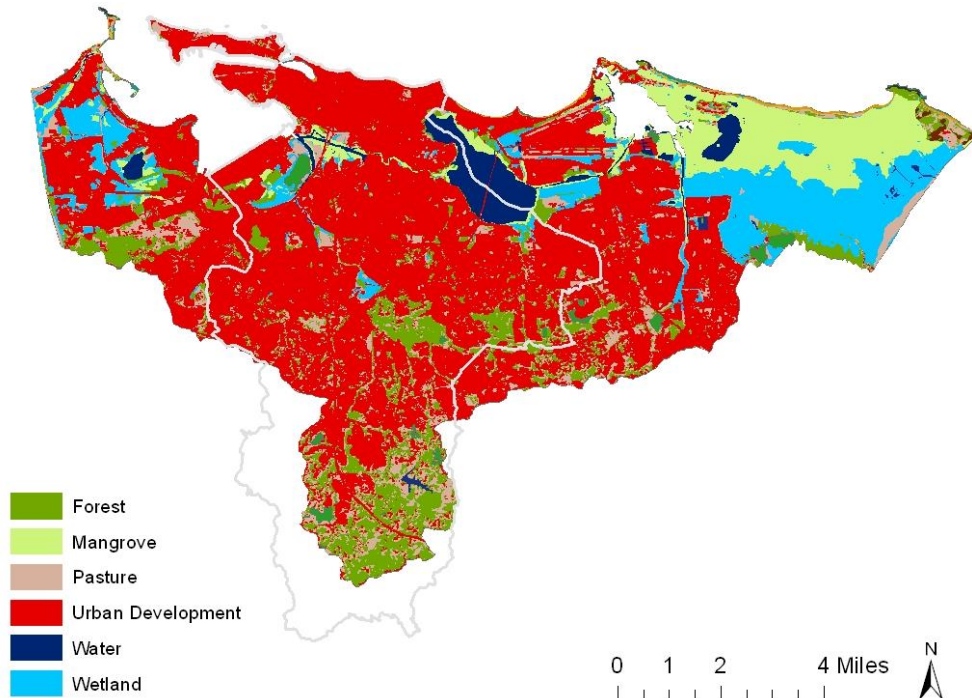 Forest
Mangrove
Pasture
Urban Development
Water
Wetland
0 1 2 4 Miles
N